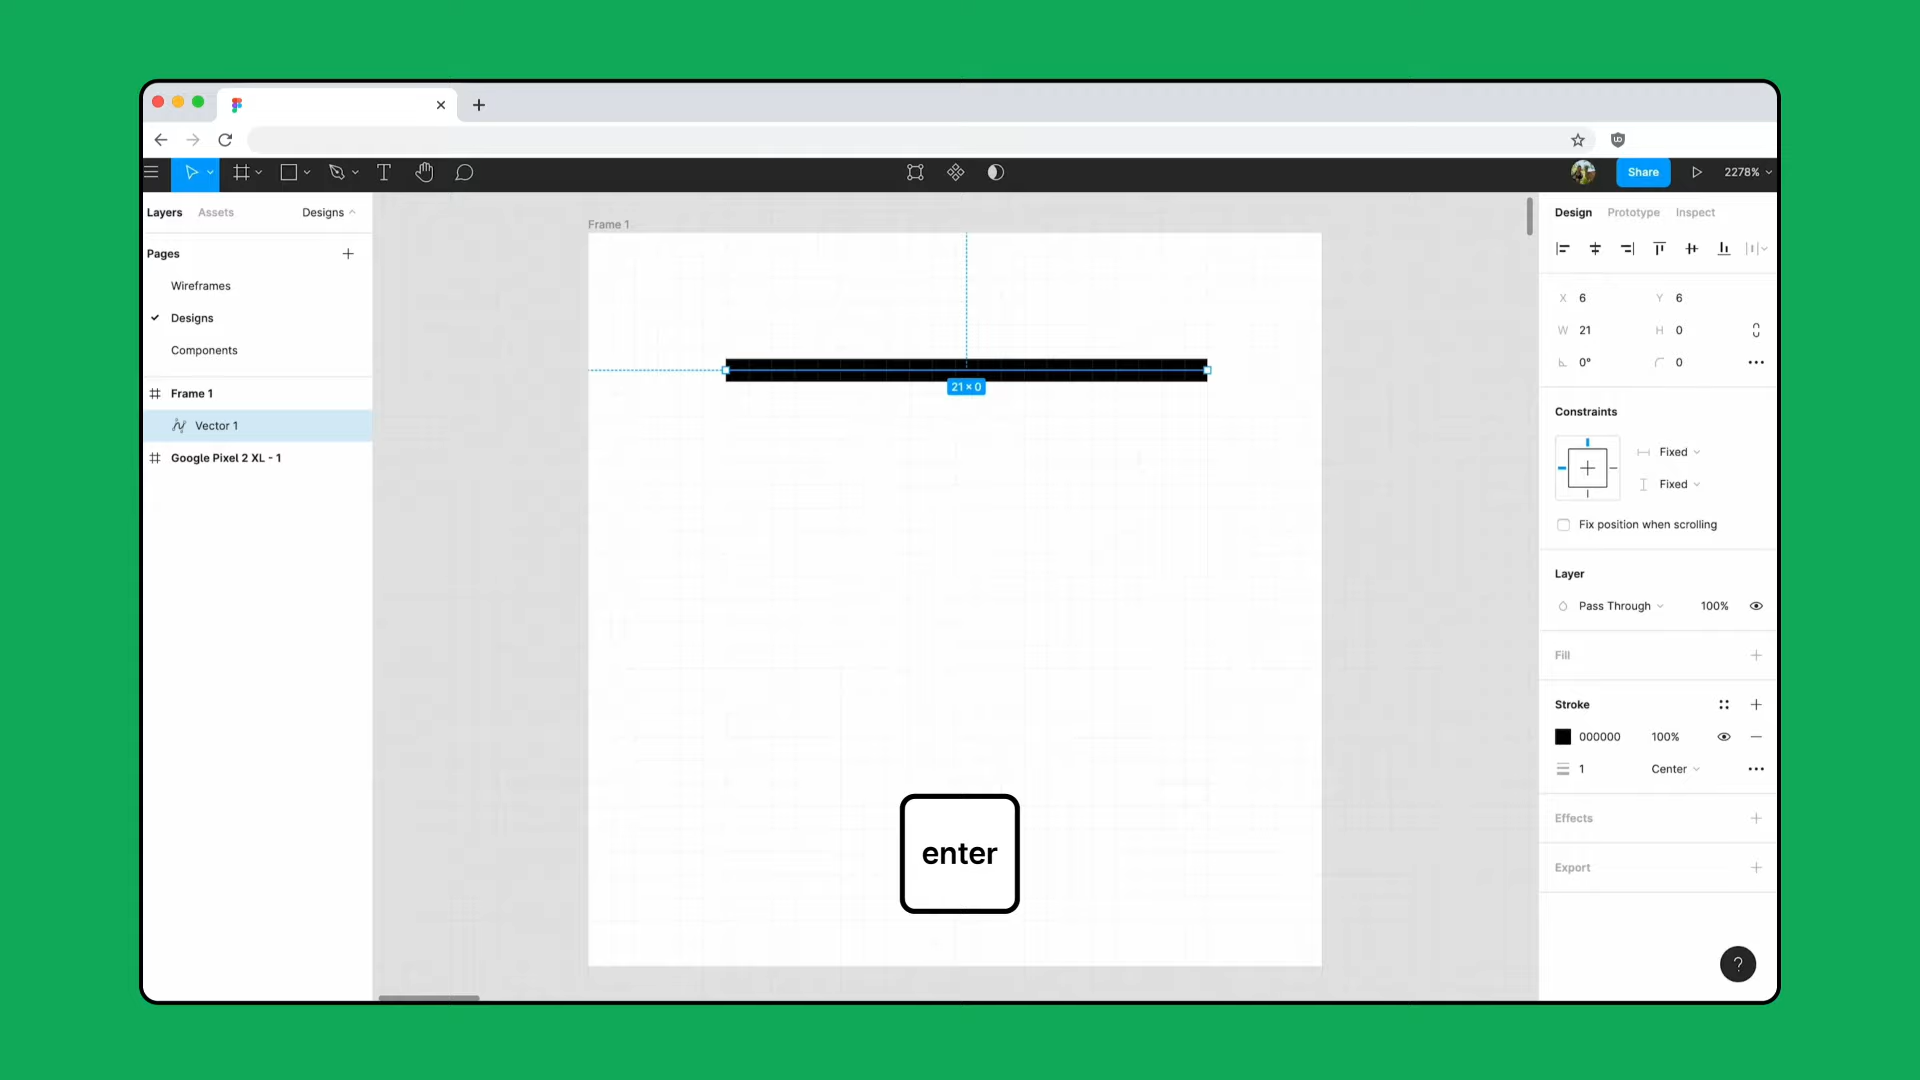 Share
2278%
Layers
Assets
Designs
Pages
Wireframes
Designs
Components
Frame 1
Vector 1
Google Pixel 2 XL - 1
Frame 1
21 × 0
enter
Design
Prototype
Inspect
X 6
Y 6
W 21
H 0
0°
0
Constraints
Fixed
Fixed
Fix position when scrolling
Layer
Pass Through
100%
Fill
Stroke
000000
100%
1
Center
Effects
Export
?